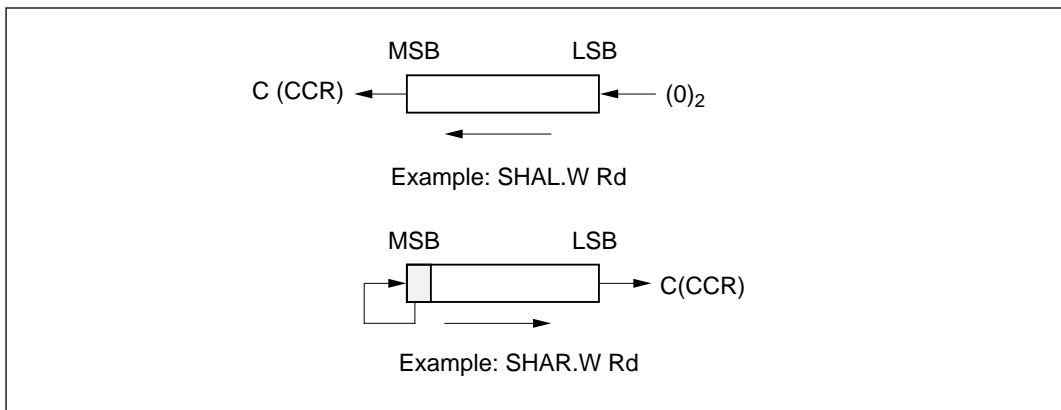 MSB LSB
C (CCR) (0)2
Example: SHAL.W Rd
MSB LSB
C(CCR)
Example: SHAR.W Rd